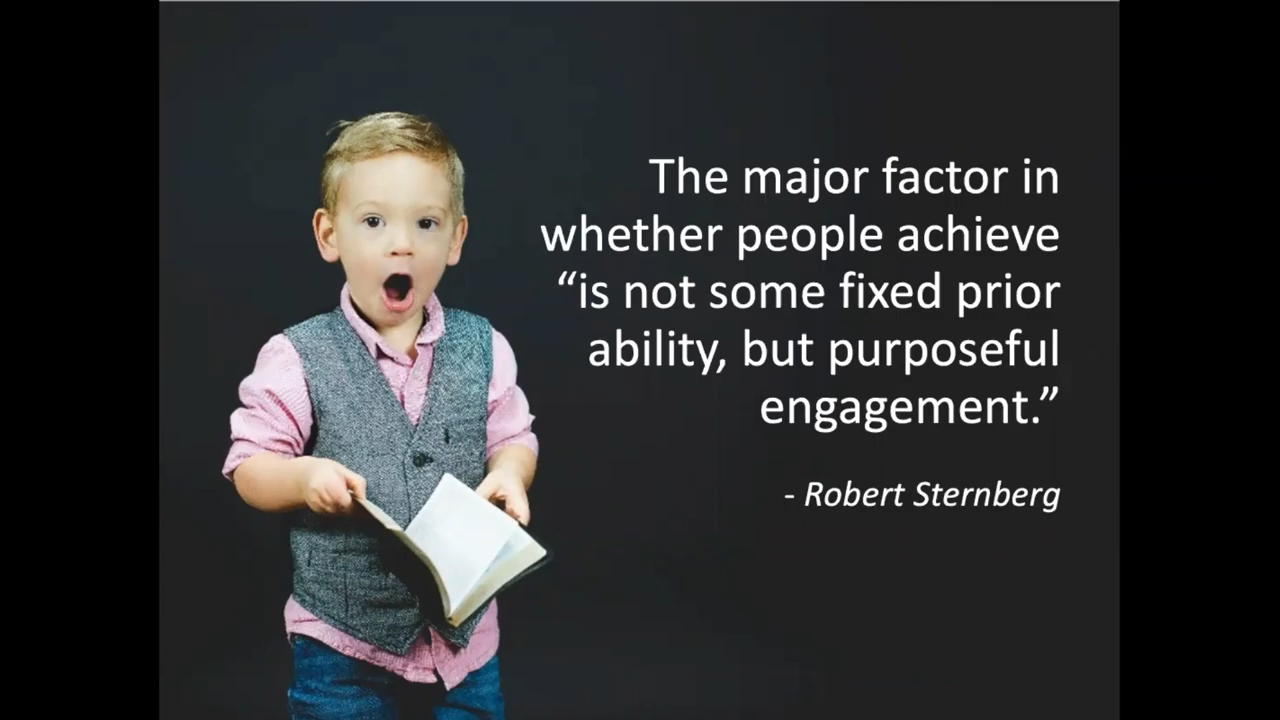 The major factor in
whether people achieve
“is not some fixed prior
ability, but purposeful
engagement.”
- Robert Sternberg